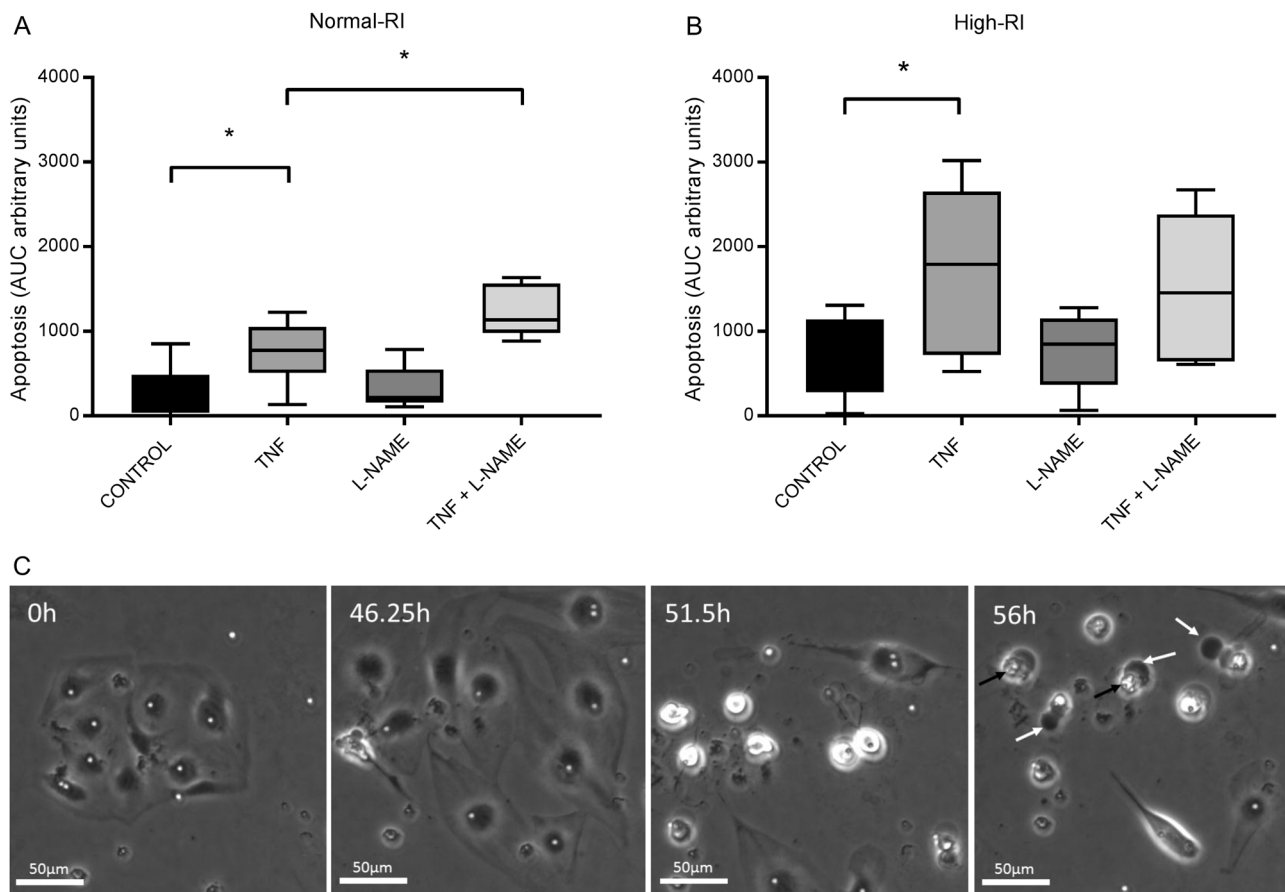 A
Normal-RI
Apoptosis (AUC arbitrary units)
4000
3000
2000
1000
0
*
*
CONTROL
TNF
L-NAME
TNF + L-NAME
B
High-RI
Apoptosis (AUC arbitrary units)
4000
3000
2000
1000
0
*
CONTROL
TNF
L-NAME
TNF + L-NAME
C
0h
46.25h
51.5h
56h
50µm
50µm
50µm
50µm